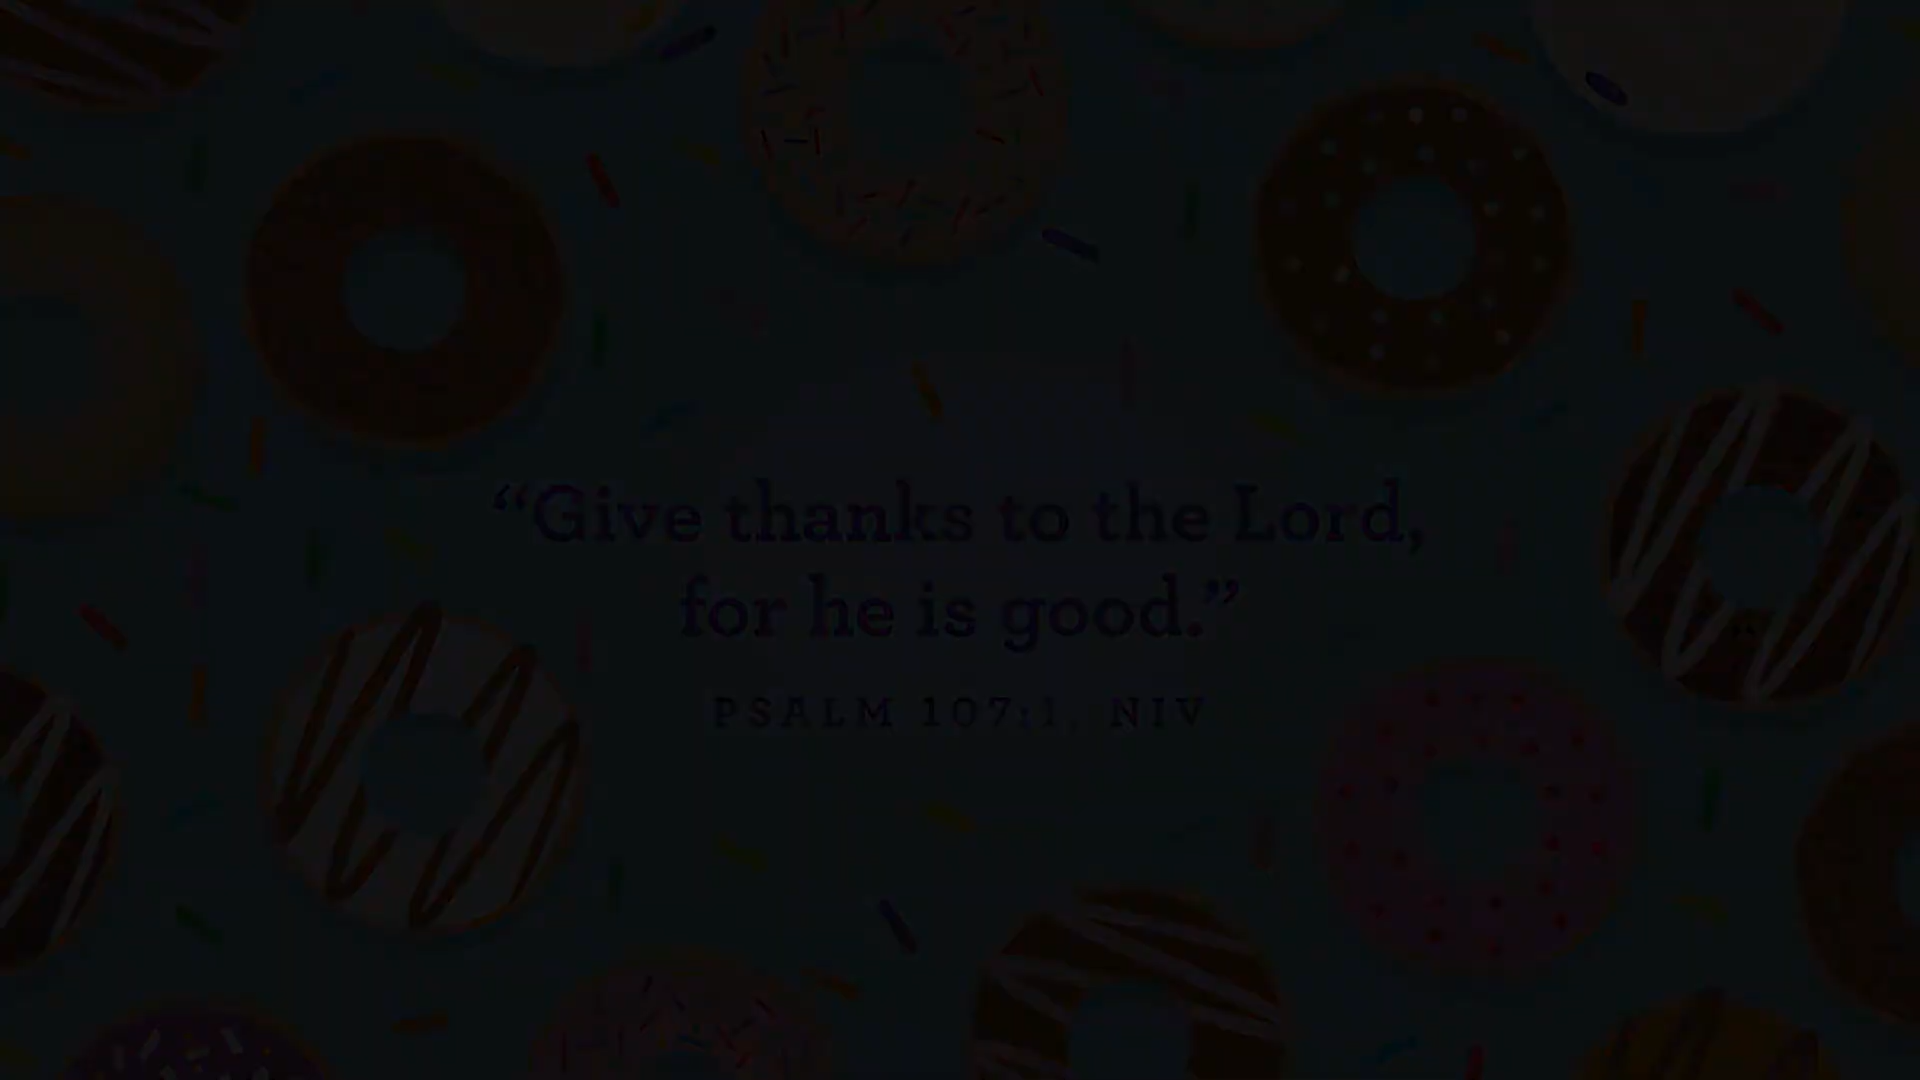 “Give thanks to the Lord,
for he is good.”
PSALM 107:1, NIV